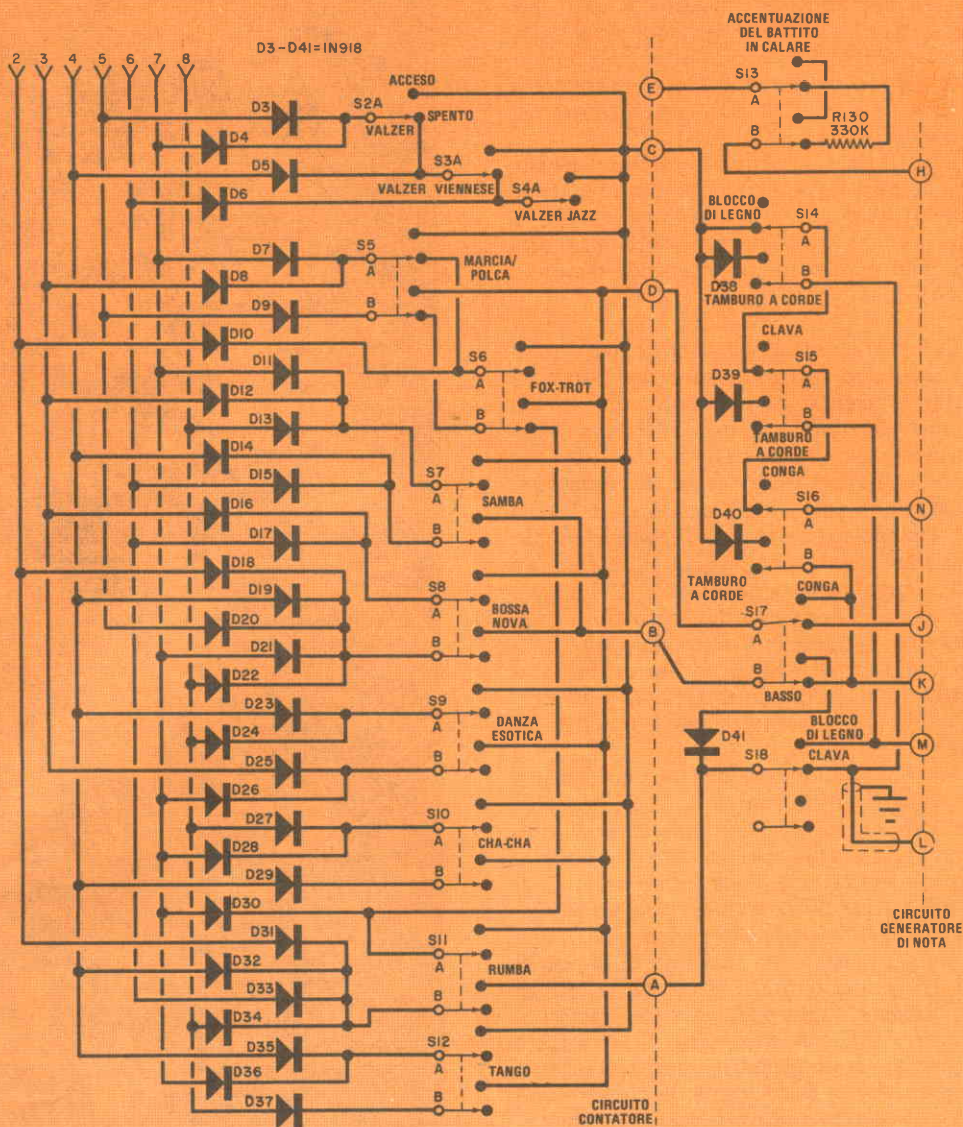 ACCENTUAZIONE
DEL BATTITO
IN CALARE
D3-D41=IN918
2 3 4 5 6 7 8
ACCESO
E
S13
A
D3
S2A
SPENTO
VALZER
R130
330K
D4
B
C
D5
S3A
H
VALZER VIENNESE
D6
S4A
VALZER JAZZ
BLOCCO
DI LEGNO
S14
A
D7
S5
A
MARCIA/
POLCA
D8
D38
B
TAMBURO A CORDE
D
D9
B
D10
CLAVA
D11
S6
A
S15
A
D39
FOX-TROT
D12
D13
B
B
TAMBURO
A CORDE
D14
CONGA
D15
S7
A
SAMBA
S16
A
N
D16
D40
D17
B
B
D18
TAMBURO
A CORDE
D19
S8
A
CONGA
BOSSA
NOVA
S17
A
J
D20
B
D21
B
B
K
BASSO
D22
D23
S9
A
DANZA
ESOTICA
BLOCCO
DI LEGNO
D24
D41
M
S18
CLAVA
D25
B
D26
D27
S10
A
CHA-CHA
L
D28
D29
B
D30
CIRCUITO
GENERATORE
DI NOTA
D31
S11
A
D32
RUMBA
A
D33
B
D34
D35
S12
A
TANGO
D36
D37
B
CIRCUITO
CONTATORE